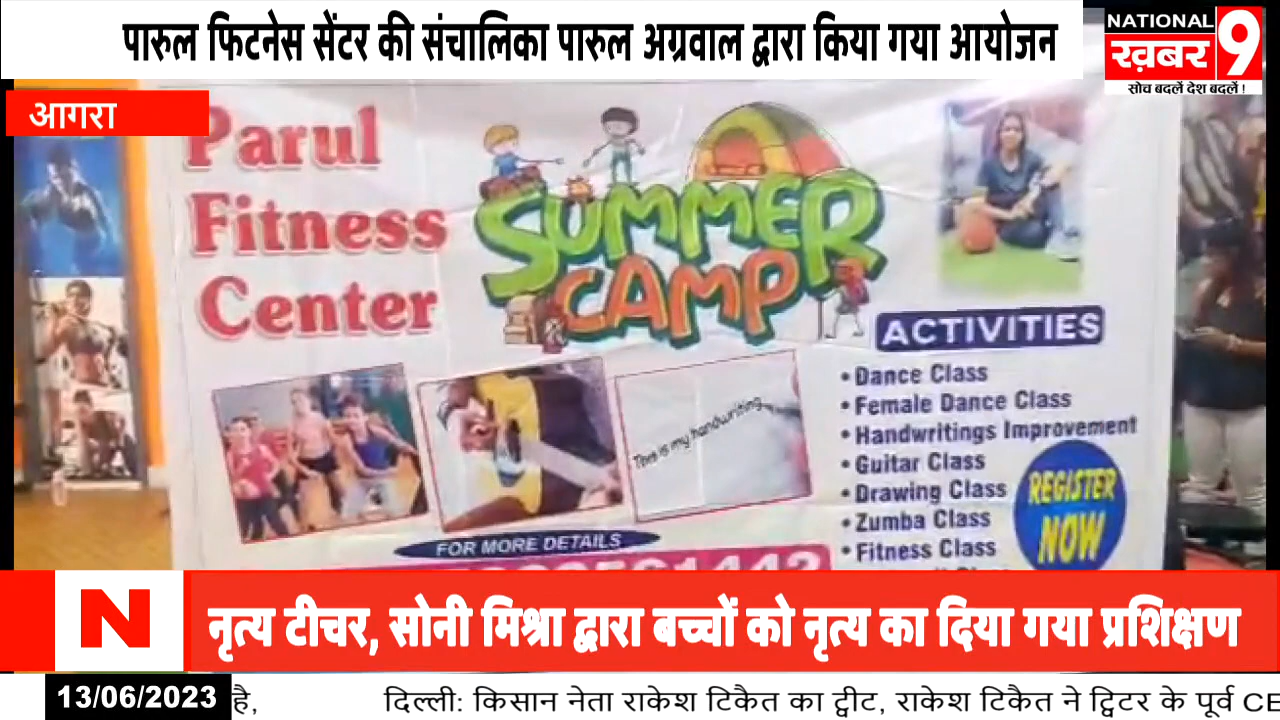 पारुल फिटनेस सेंटर की संचालिका पारुल अग्रवाल द्वारा किया गया आयोजन
NATIONAL
ख़बर 9
सोच बदलें देश बदलें !
आगरा
Parul
Fitness
Center
SUMMER
CAMP
ACTIVITIES
• Dance Class
• Female Dance Class
• Handwritings Improvement
• Guitar Class
• Drawing Class
• Zumba Class
• Fitness Class
REGISTER
NOW
This is my handwriting
FOR MORE DETAILS
N
नृत्य टीचर, सोनी मिश्रा द्वारा बच्चों को नृत्य का दिया गया प्रशिक्षण
13/06/2023
है, दिल्ली: किसान नेता राकेश टिकैत का ट्वीट, राकेश टिकैत ने ट्विटर के पूर्व CE